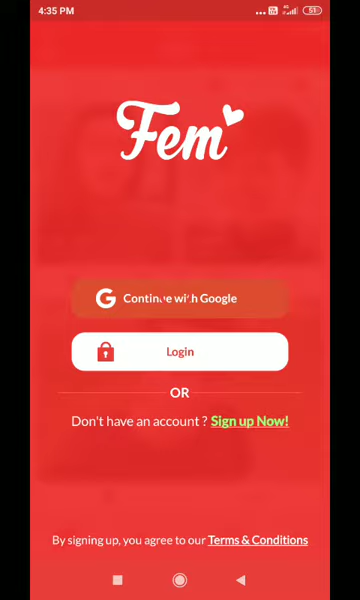 4:35 PM
51
Fem
Continue with Google
Login
OR
Don't have an account ? Sign up Now!
By signing up, you agree to our Terms & Conditions